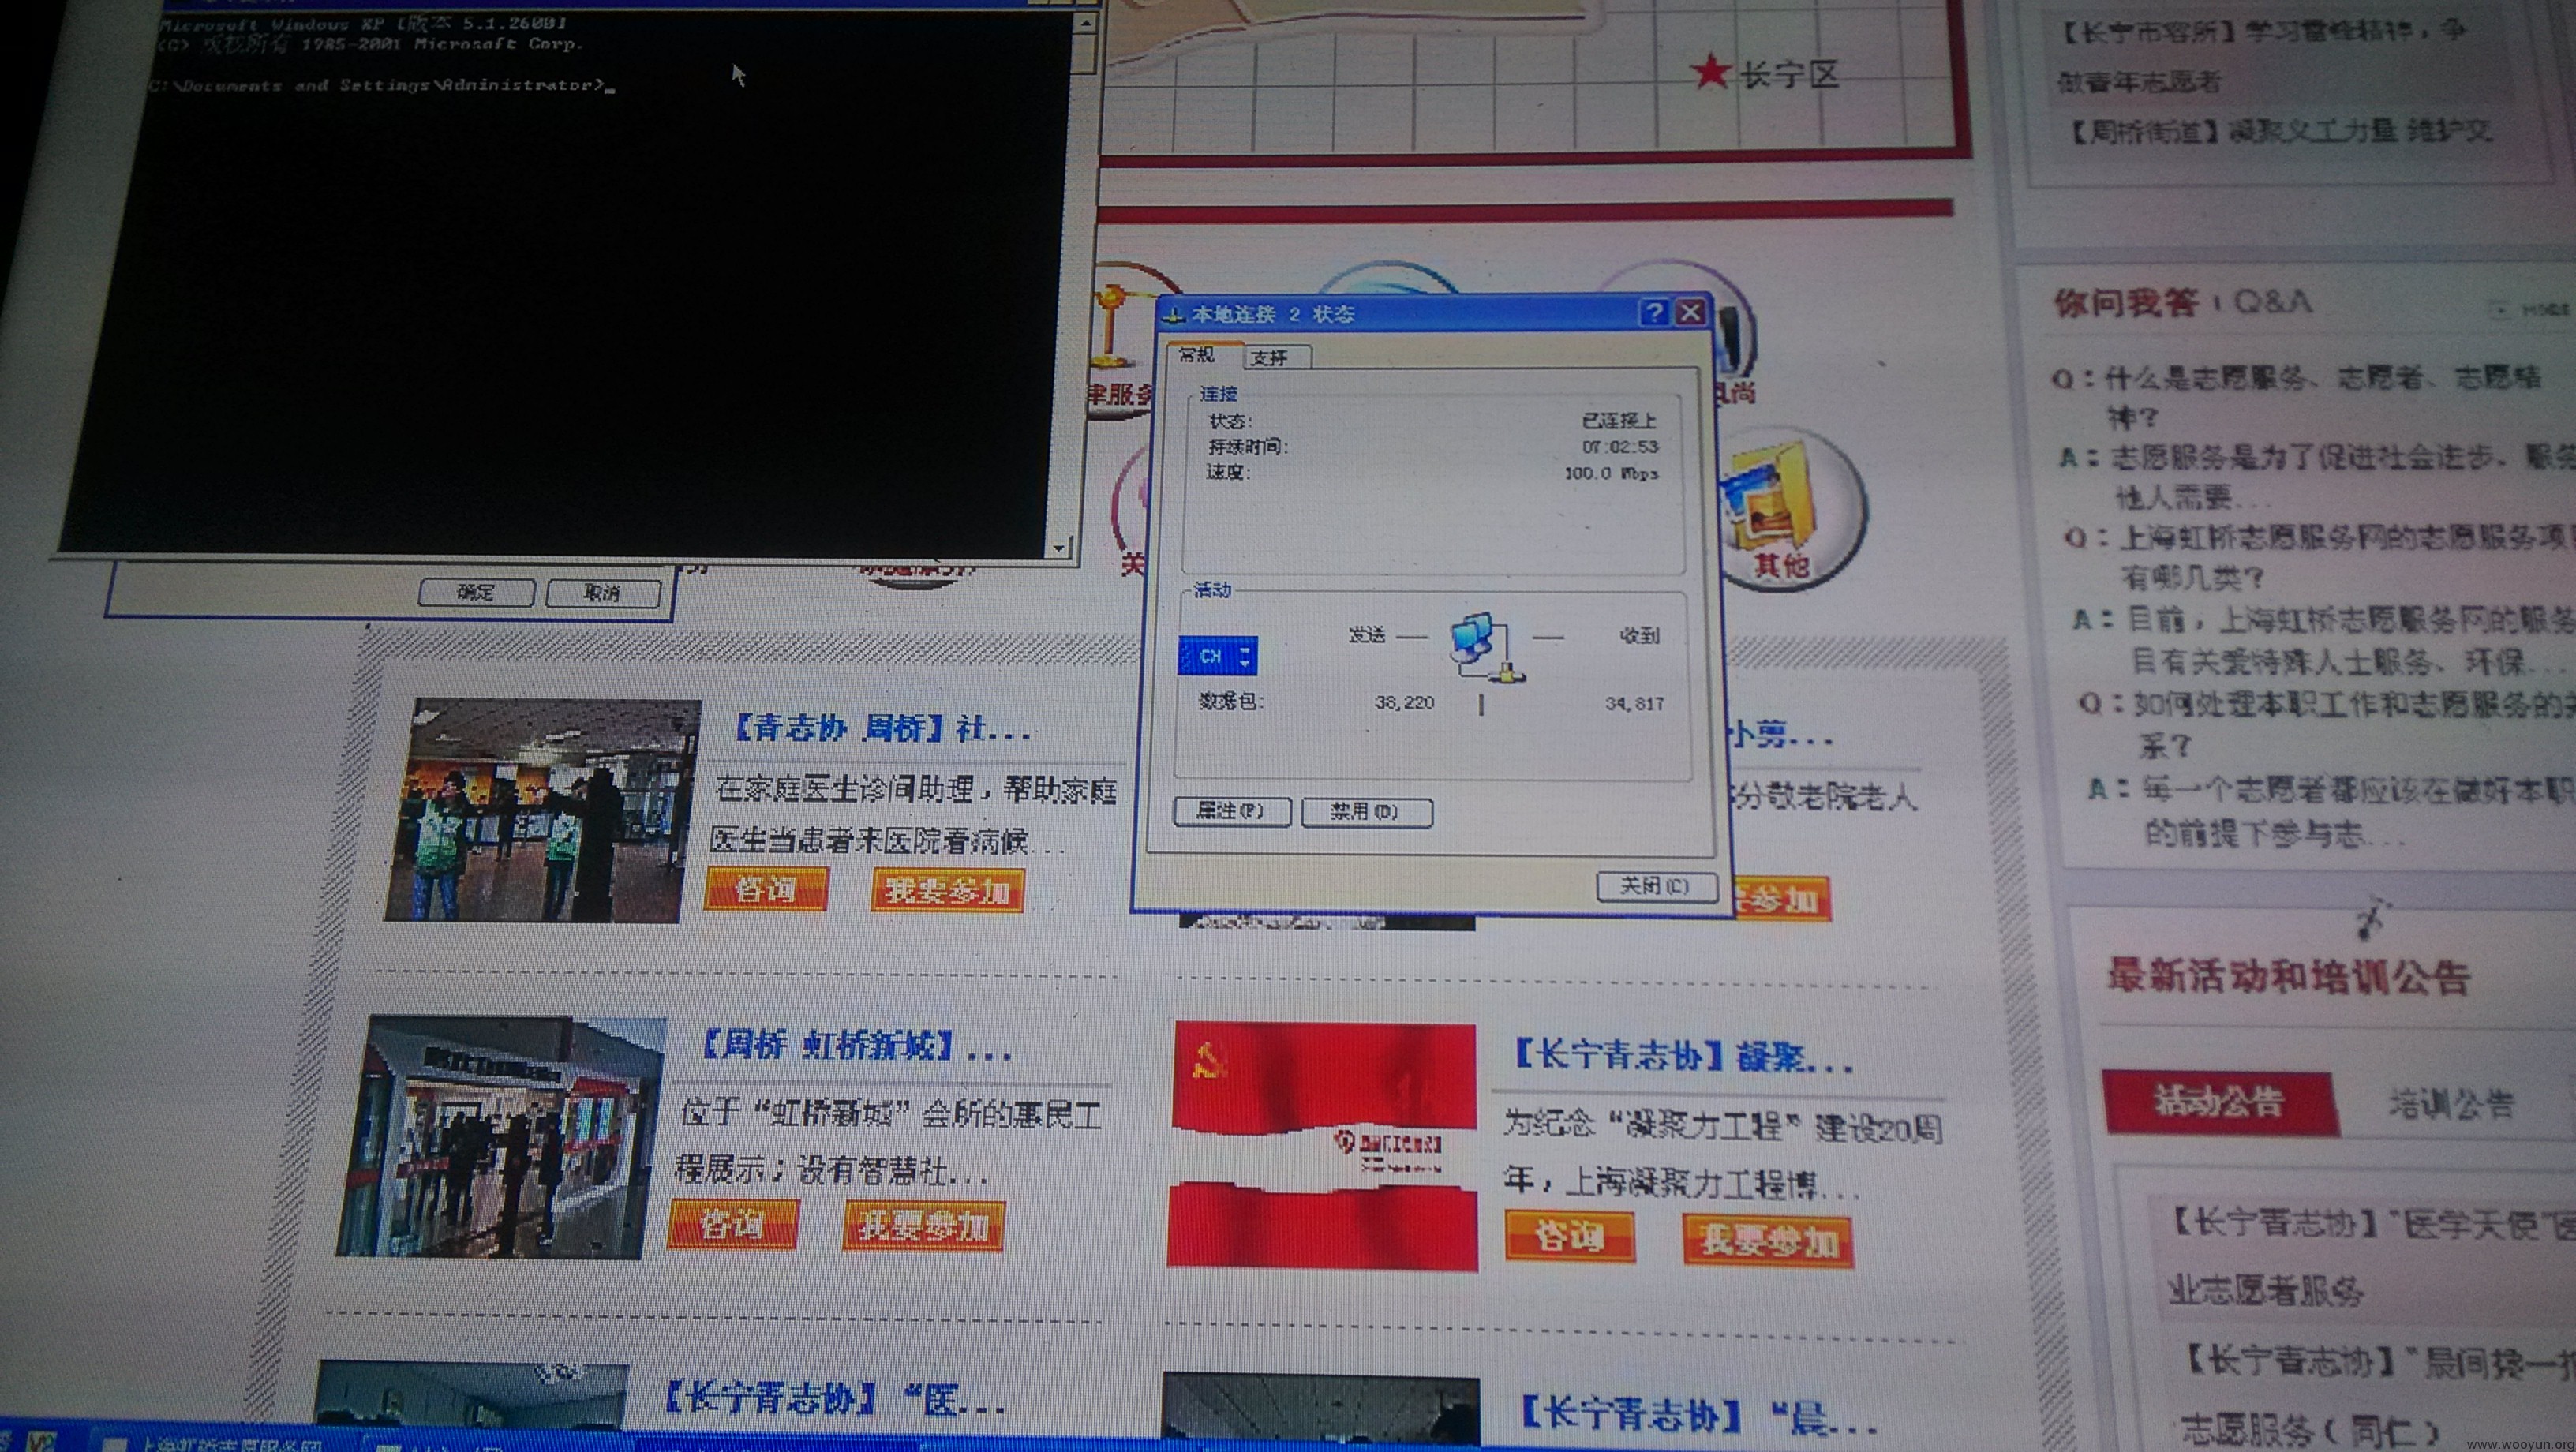 Microsoft Windows XP [版本 5.1.2600]
(C) 版权所有 1985-2001 Microsoft Corp.
C:\Documents and Settings\Administrator>
长宁区
【长宁市容所】学习雷锋精神，争
做青年志愿者
【周桥街道】凝聚义工力量 维护交
你问我答 Q&A
MORE
Q：什么是志愿服务、志愿者、志愿精
神？
A：志愿服务是为了促进社会进步、服务
他人需要...
Q：上海虹桥志愿服务网的志愿服务项
有哪几类？
A：目前，上海虹桥志愿服务网的服务
目有关爱特殊人士服务、环保...
Q：如何处理本职工作和志愿服务的关
系？
A：每一个志愿者都应该在做好本职
的前提下参与志...
本地连接 2 状态
常规 支持
连接
状态: 已连接上
持续时间: 07:02:53
速度: 100.0 Mbps
活动
发送 — — 收到
CH
数据包: 38,220 | 34,817
属性(P) 禁用(D)
关闭(C)
律服务
尚
关
其他
确定 取消
【青志协 周桥】社...
在家庭医生诊间助理，帮助家庭
医生当患者来医院看病候...
咨询 我要参加
小剪...
分敬老院老人
参加
【周桥 虹桥新城】...
位于“虹桥新城”会所的惠民工
程展示；设有智慧社...
咨询 我要参加
【长宁青志协】凝聚...
为纪念“凝聚力工程”建设20周
年，上海凝聚力工程博...
咨询 我要参加
【长宁青志协】“医...
【长宁青志协】“晨...
最新活动和培训公告
活动公告 培训公告
【长宁青志协】“医学天使”医
业志愿者服务
【长宁青志协】“晨间搀一把
志愿服务（同仁）
上海虹桥志愿服务网
www.wooyun.org